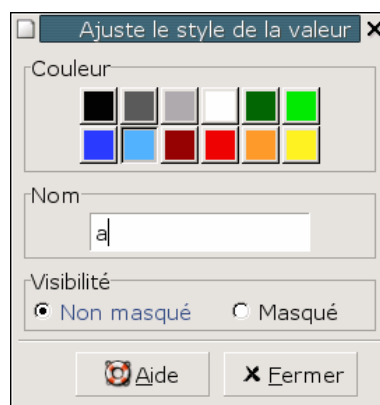 Ajuste le style de la valeur
Couleur
Nom
a
Visibilité
Non masqué Masqué
Aide Fermer